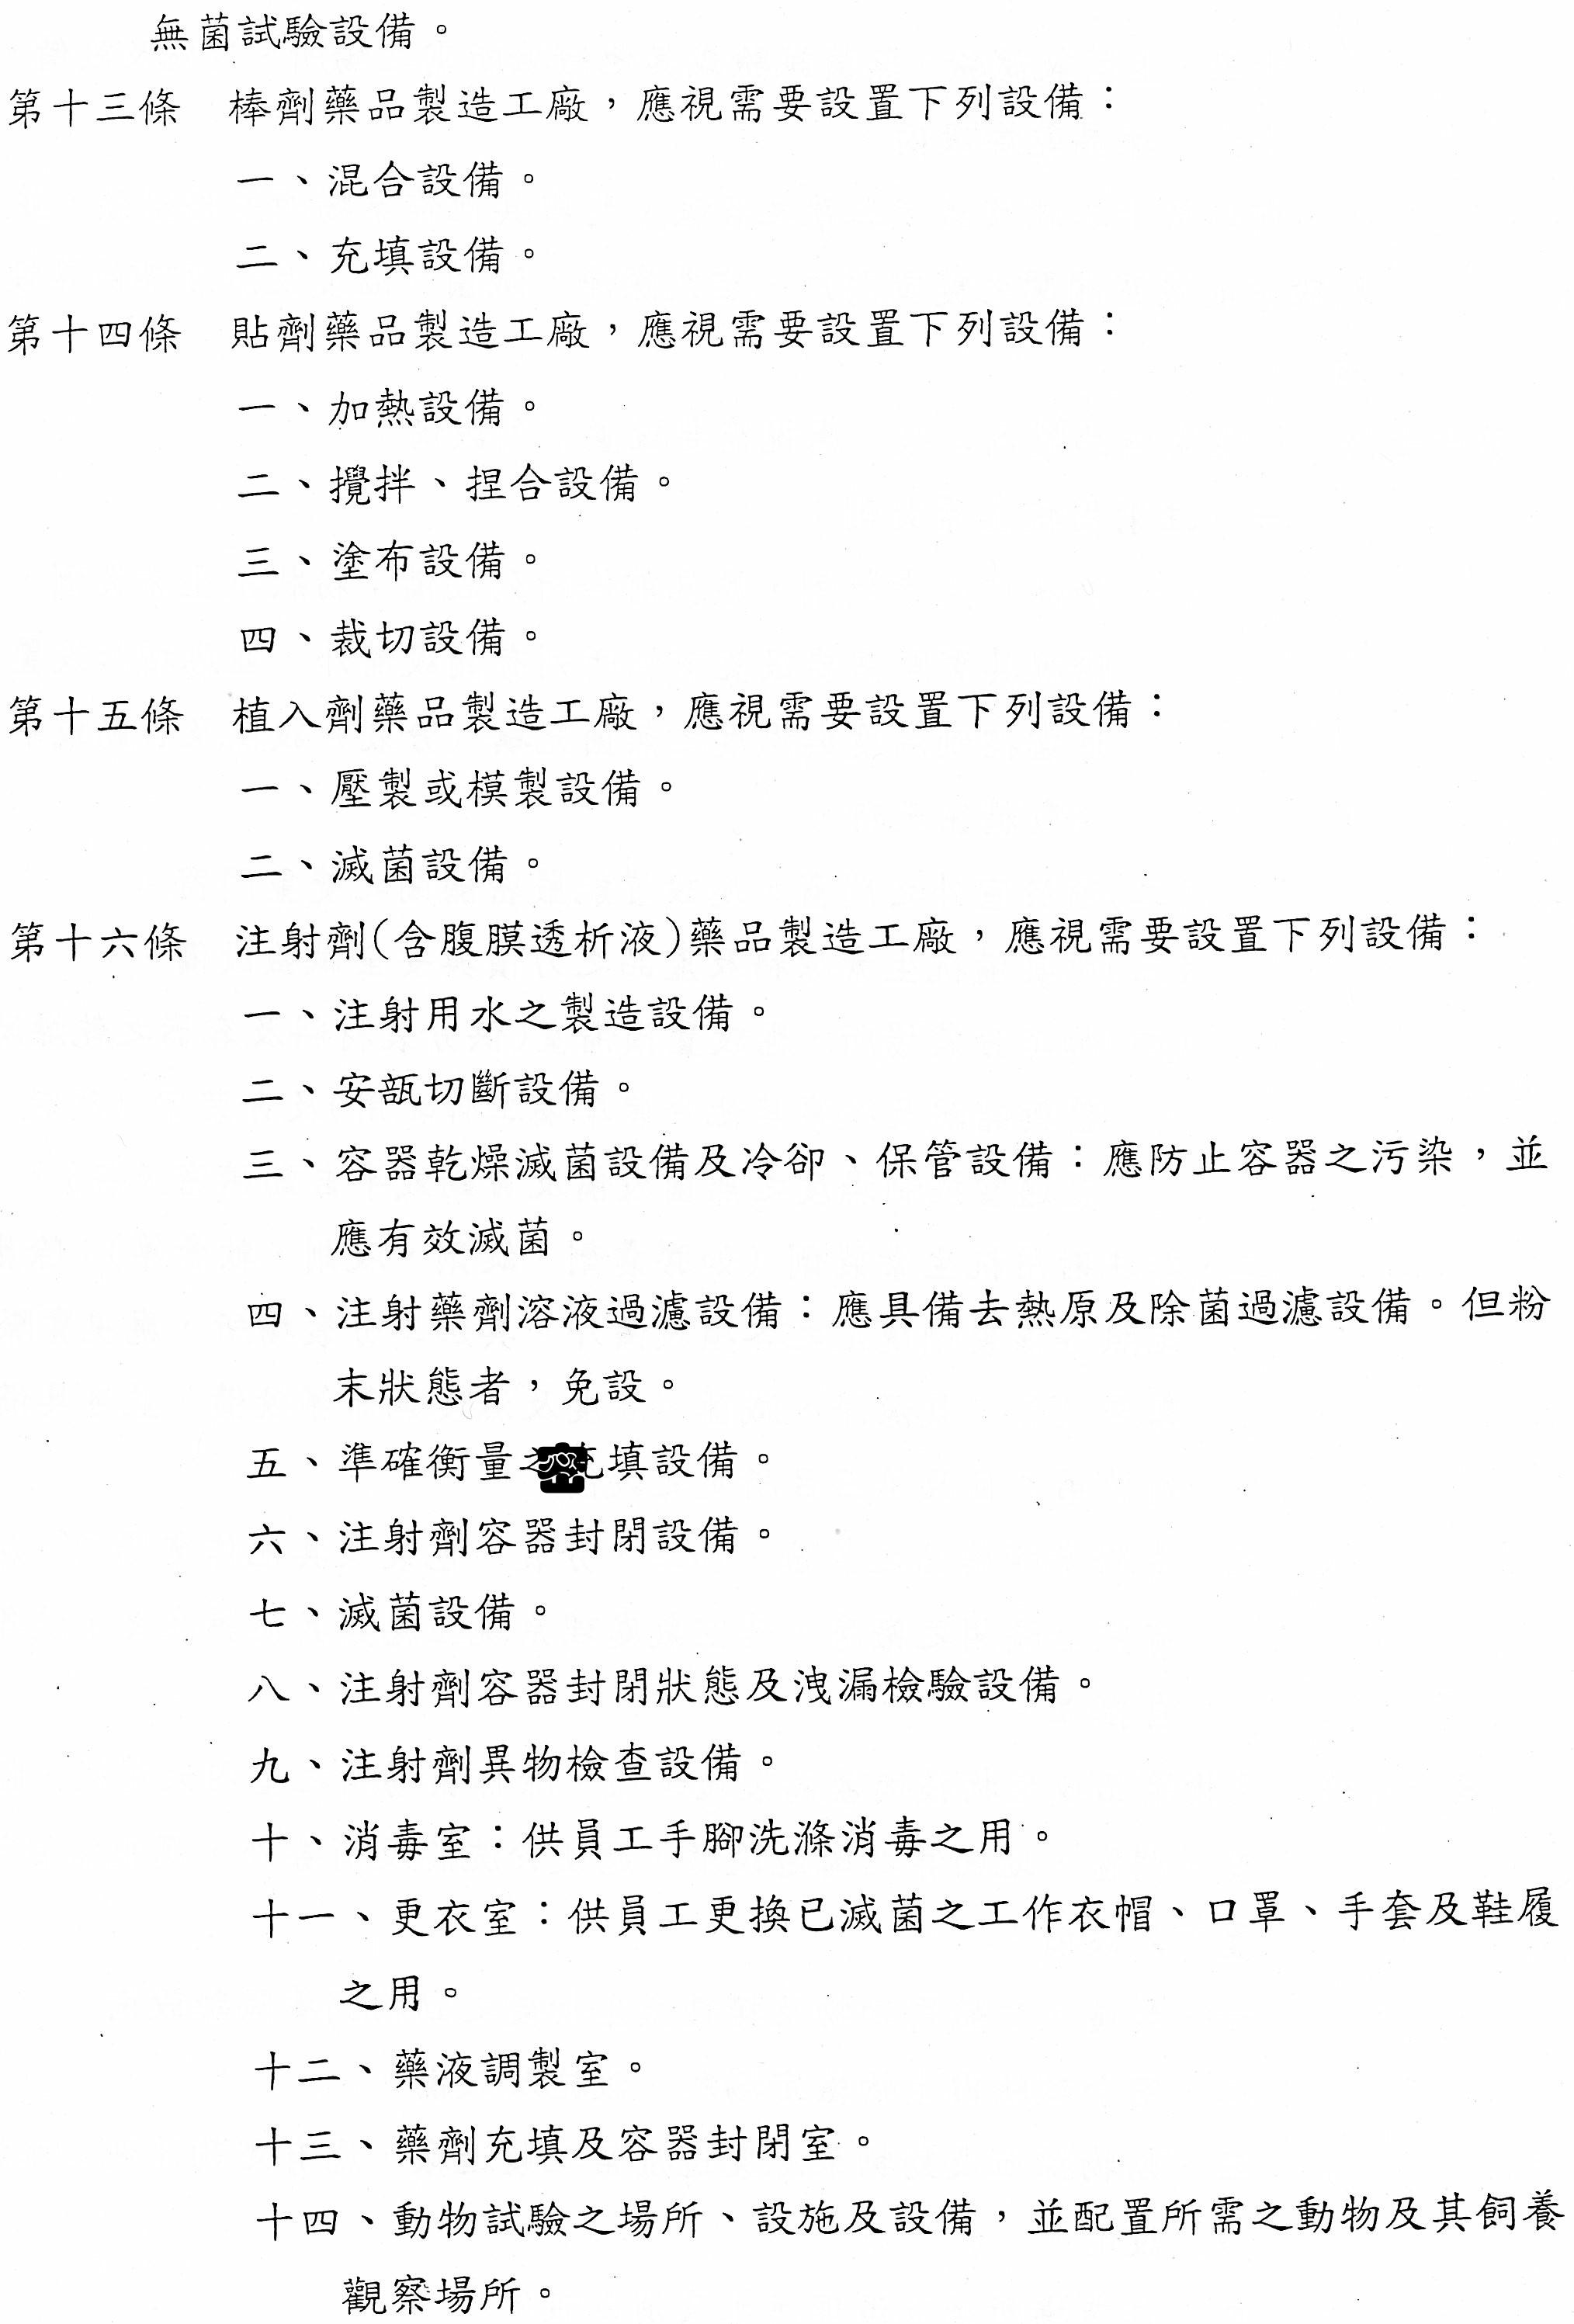 無菌試驗設備。
第十三條　棒劑藥品製造工廠，應視需要設置下列設備：
一、混合設備。
二、充填設備。
第十四條　貼劑藥品製造工廠，應視需要設置下列設備：
一、加熱設備。
二、攪拌、捏合設備。
三、塗布設備。
四、裁切設備。
第十五條　植入劑藥品製造工廠，應視需要設置下列設備：
一、壓製或模製設備。
二、滅菌設備。
第十六條　注射劑(含腹膜透析液)藥品製造工廠，應視需要設置下列設備：
一、注射用水之製造設備。
二、安瓿切斷設備。
三、容器乾燥滅菌設備及冷卻、保管設備：應防止容器之污染，並
應有效滅菌。
四、注射藥劑溶液過濾設備：應具備去熱原及除菌過濾設備。但粉
末狀態者，免設。
五、準確衡量之充填設備。
六、注射劑容器封閉設備。
七、滅菌設備。
八、注射劑容器封閉狀態及洩漏檢驗設備。
九、注射劑異物檢查設備。
十、消毒室：供員工手腳洗滌消毒之用。
十一、更衣室：供員工更換已滅菌之工作衣帽、口罩、手套及鞋履
之用。
十二、藥液調製室。
十三、藥劑充填及容器封閉室。
十四、動物試驗之場所、設施及設備，並配置所需之動物及其飼養
觀察場所。